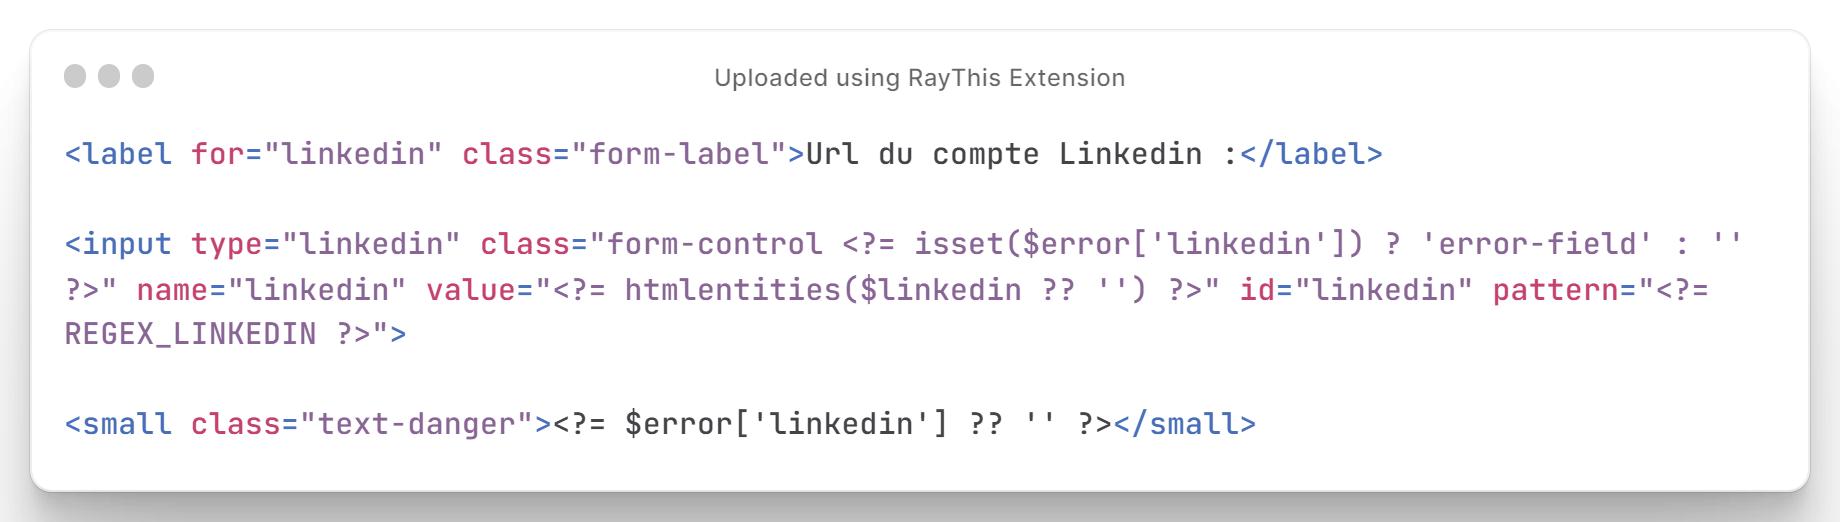 Uploaded using RayThis Extension
<label for="linkedin" class="form-label">Url du compte Linkedin :</label>
<input type="linkedin" class="form-control <?= isset($error['linkedin']) ? 'error-field' : ''
?>" name="linkedin" value="<?= htmlentities($linkedin ?? '') ?>" id="linkedin" pattern="<?=
REGEX_LINKEDIN ?>">
<small class="text-danger"><?= $error['linkedin'] ?? '' ?></small>